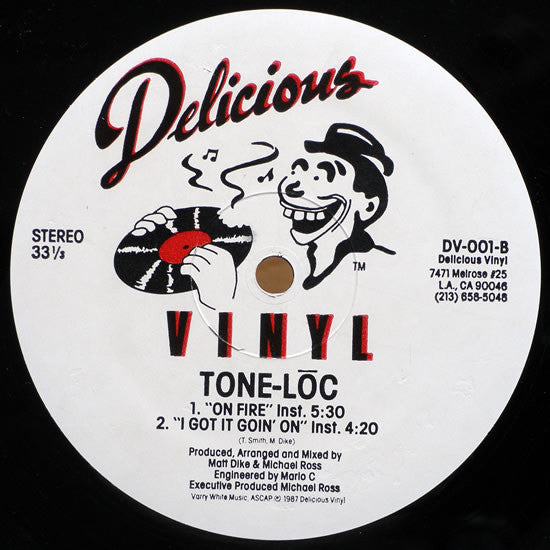 Delicious
STEREO
33 1/3
DV-001-B
Delicious Vinyl
7471 Melrose #25
L.A., CA 90046
(213) 658-5048
TM
VINYL
TONE-LŌC
1. "ON FIRE" Inst. 5:30
2. "I GOT IT GOIN' ON" Inst. 4:20
(T. Smith, M. Dike)
Produced, Arranged and Mixed by
Matt Dike & Michael Ross
Engineered by Mario C
Executive Produced Michael Ross
Varry White Music, ASCAP ℗ 1987 Delicious Vinyl